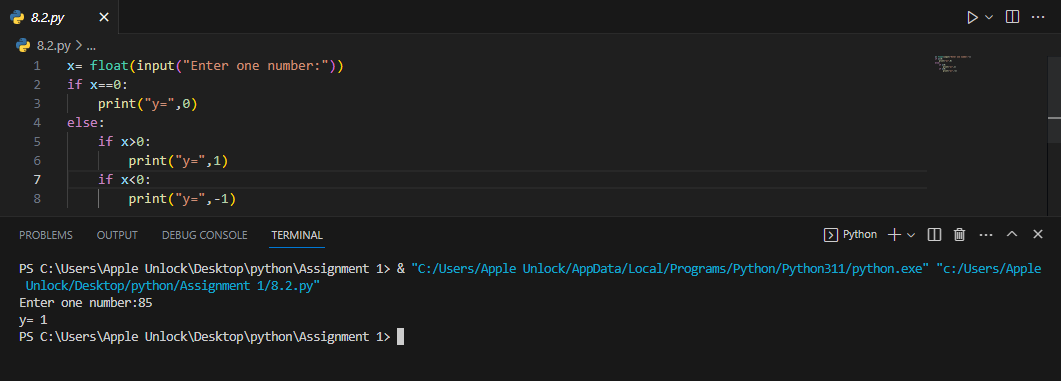 8.2.py
8.2.py > ...
1 x= float(input("Enter one number:"))
2 if x==0:
3     print("y=",0)
4 else:
5     if x>0:
6         print("y=",1)
7     if x<0:
8         print("y=",-1)
PROBLEMS OUTPUT DEBUG CONSOLE TERMINAL Python
PS C:\Users\Apple Unlock\Desktop\python\Assignment 1> & "C:/Users/Apple Unlock/AppData/Local/Programs/Python/Python311/python.exe" "c:/Users/Apple
 Unlock/Desktop/python/Assignment 1/8.2.py"
Enter one number:85
y= 1
PS C:\Users\Apple Unlock\Desktop\python\Assignment 1>